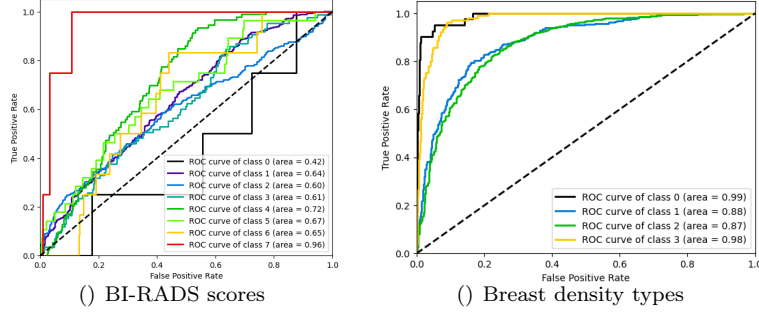 1.0
0.8
0.6
0.4
0.2
0.0
True Positive Rate
ROC curve of class 0 (area = 0.42)
ROC curve of class 1 (area = 0.64)
ROC curve of class 2 (area = 0.60)
ROC curve of class 3 (area = 0.61)
ROC curve of class 4 (area = 0.72)
ROC curve of class 5 (area = 0.67)
ROC curve of class 6 (area = 0.65)
ROC curve of class 7 (area = 0.96)
0.0 0.2 0.4 0.6 0.8 1.0
False Positive Rate
() BI-RADS scores
1.0
0.8
0.6
0.4
0.2
0.0
True Positive Rate
ROC curve of class 0 (area = 0.99)
ROC curve of class 1 (area = 0.88)
ROC curve of class 2 (area = 0.87)
ROC curve of class 3 (area = 0.98)
0.0 0.2 0.4 0.6 0.8 1.0
False Positive Rate
() Breast density types